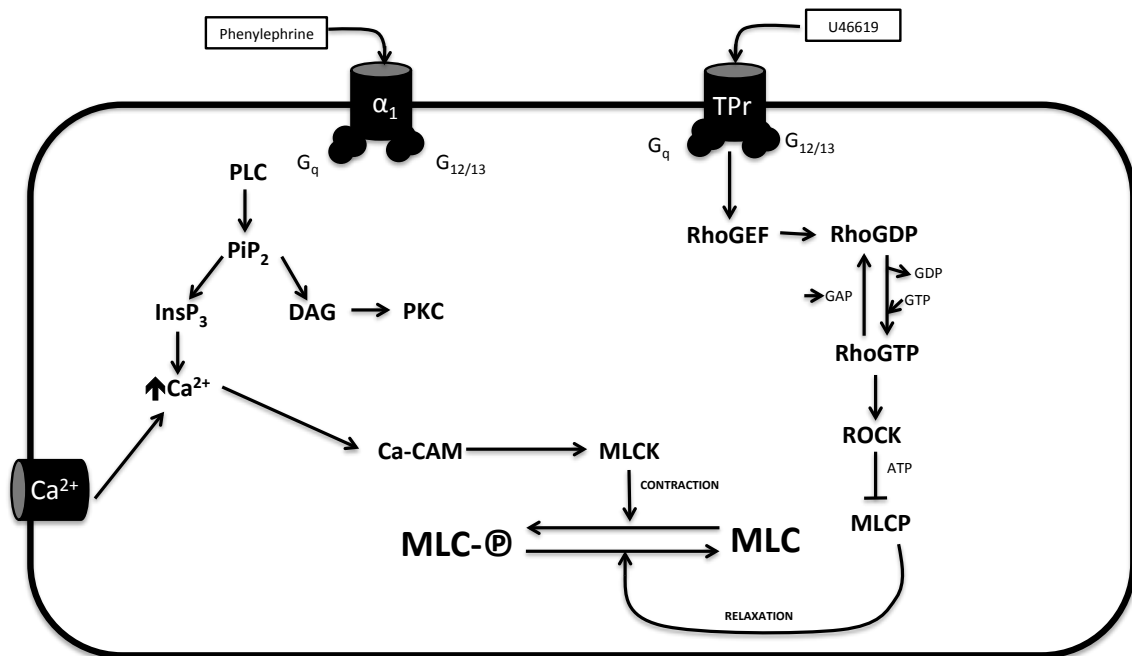 Phenylephrine
U46619
α₁
TPr
Gq
G₁₂/₁₃
Gq
G₁₂/₁₃
PLC
RhoGEF
RhoGDP
PiP₂
GDP
GAP
GTP
InsP₃
DAG
PKC
RhoGTP
Ca²⁺
ROCK
Ca-CAM
MLCK
ATP
Ca²⁺
CONTRACTION
MLCP
MLC-Ⓟ
MLC
RELAXATION